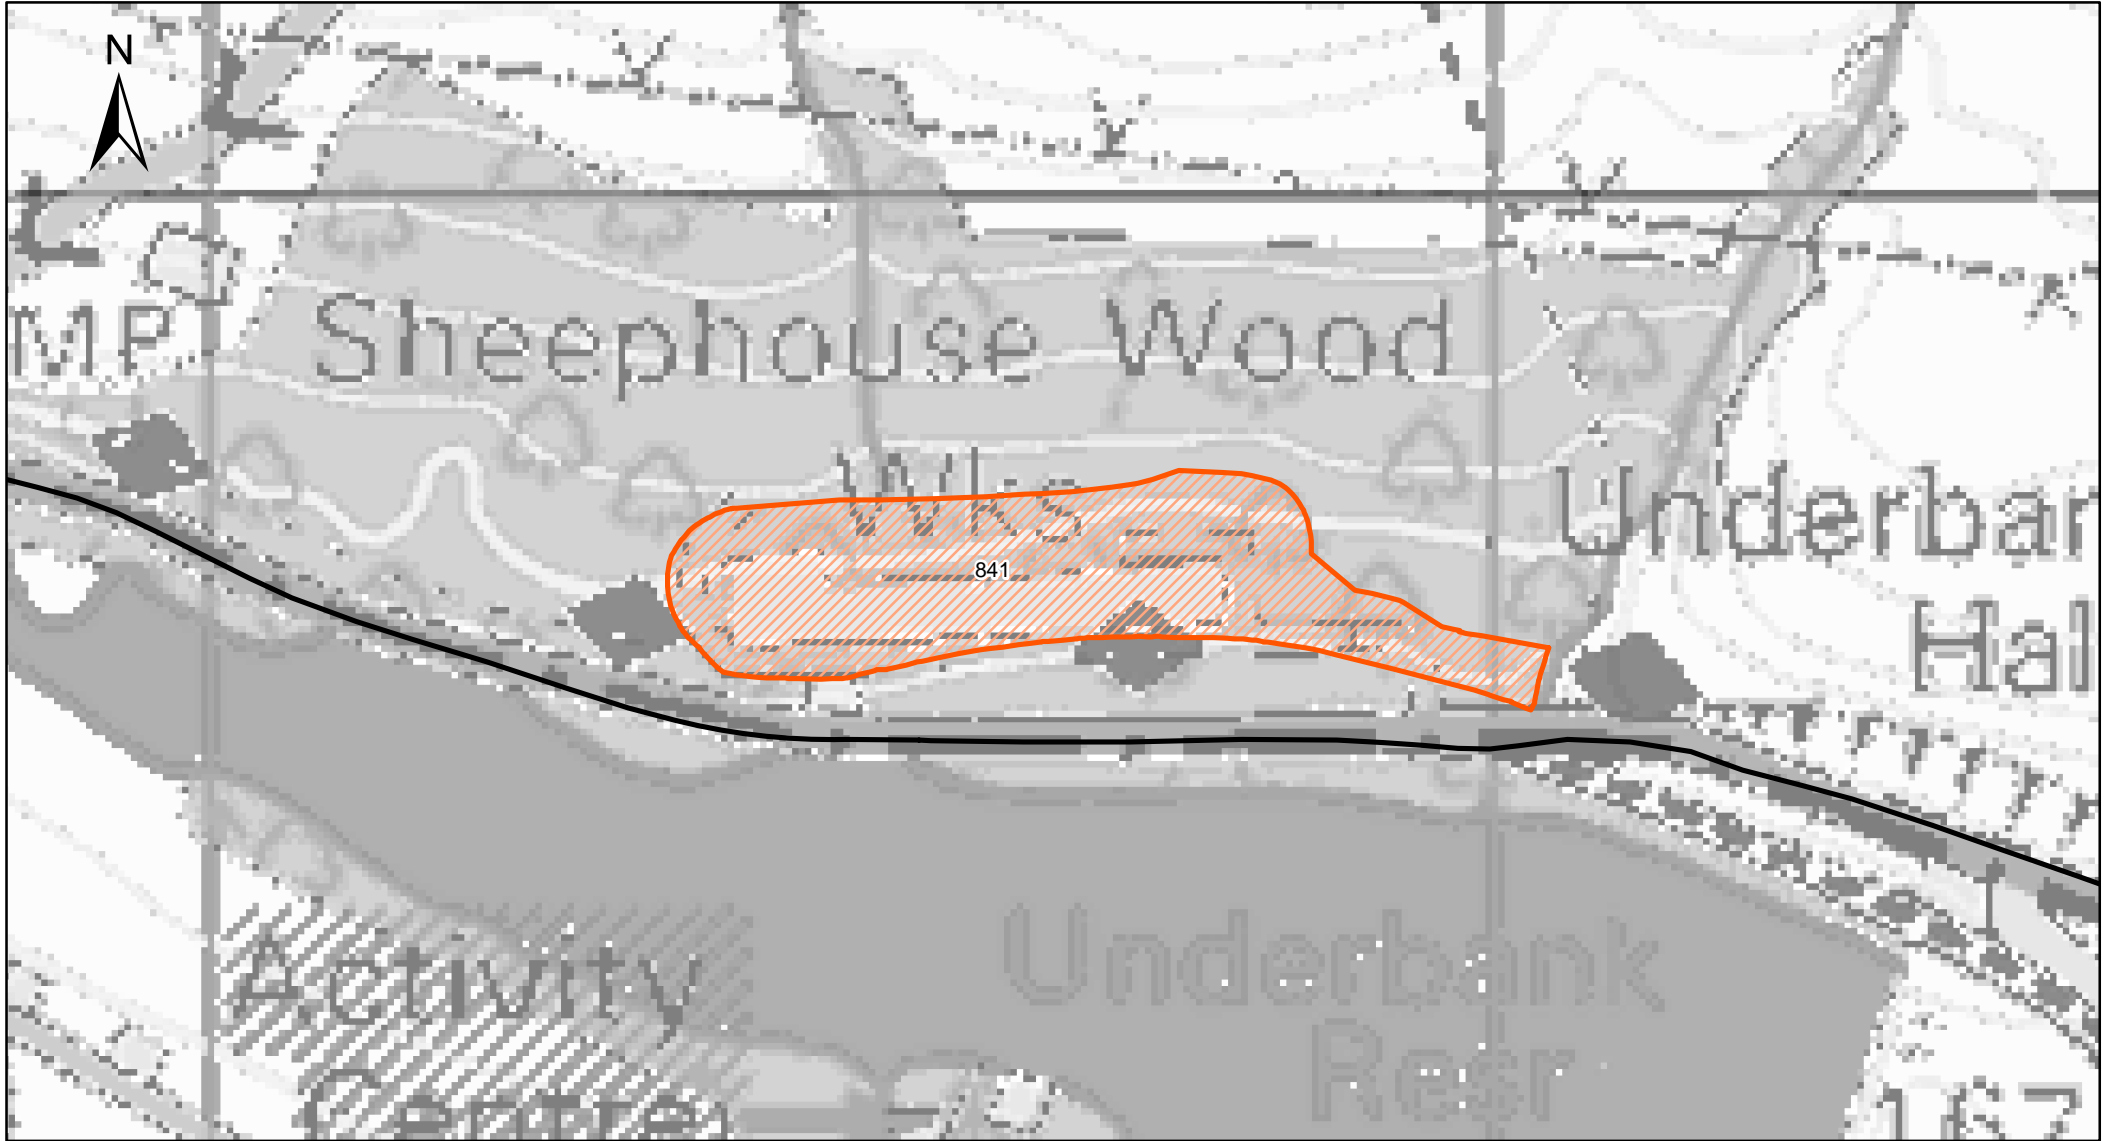 N
MP
Sheephouse Wood
Wks
841
Underbar
Hal
Activity
Centre
Underbank
Resr
167